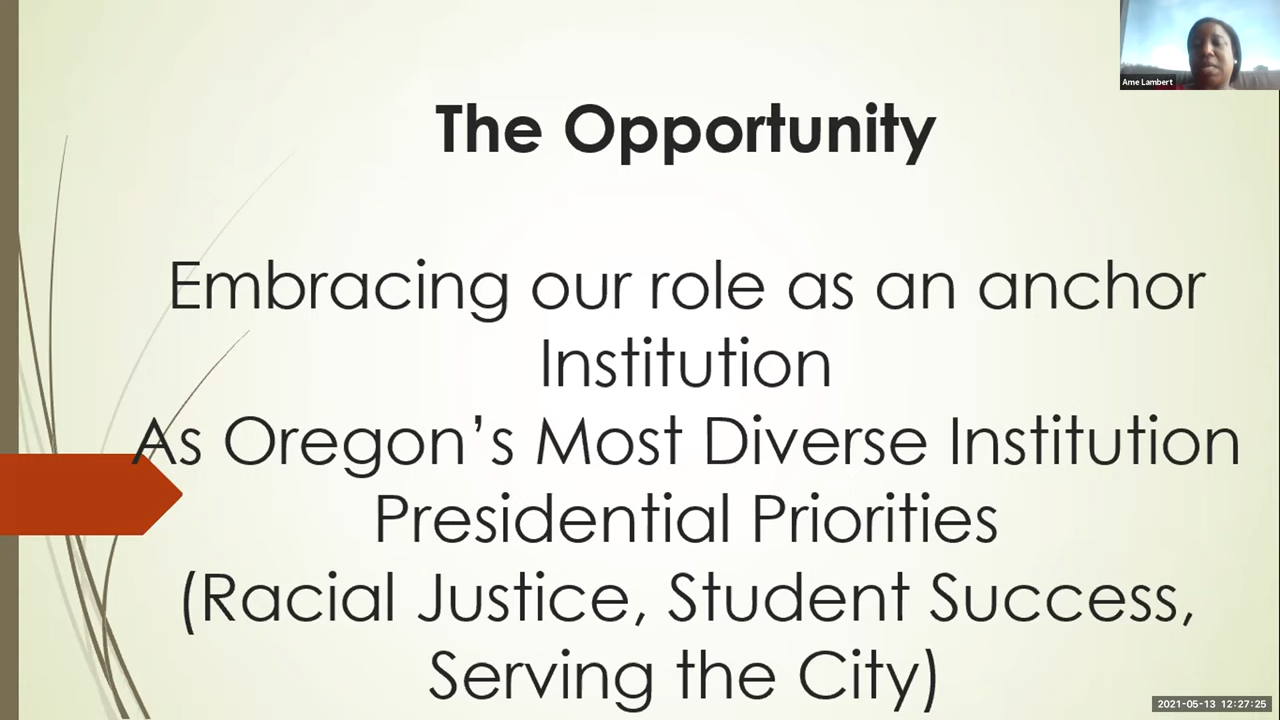 Ame Lambert
The Opportunity
Embracing our role as an anchor
Institution
As Oregon's Most Diverse Institution
Presidential Priorities
(Racial Justice, Student Success,
Serving the City)
2021-05-13 12:27:25